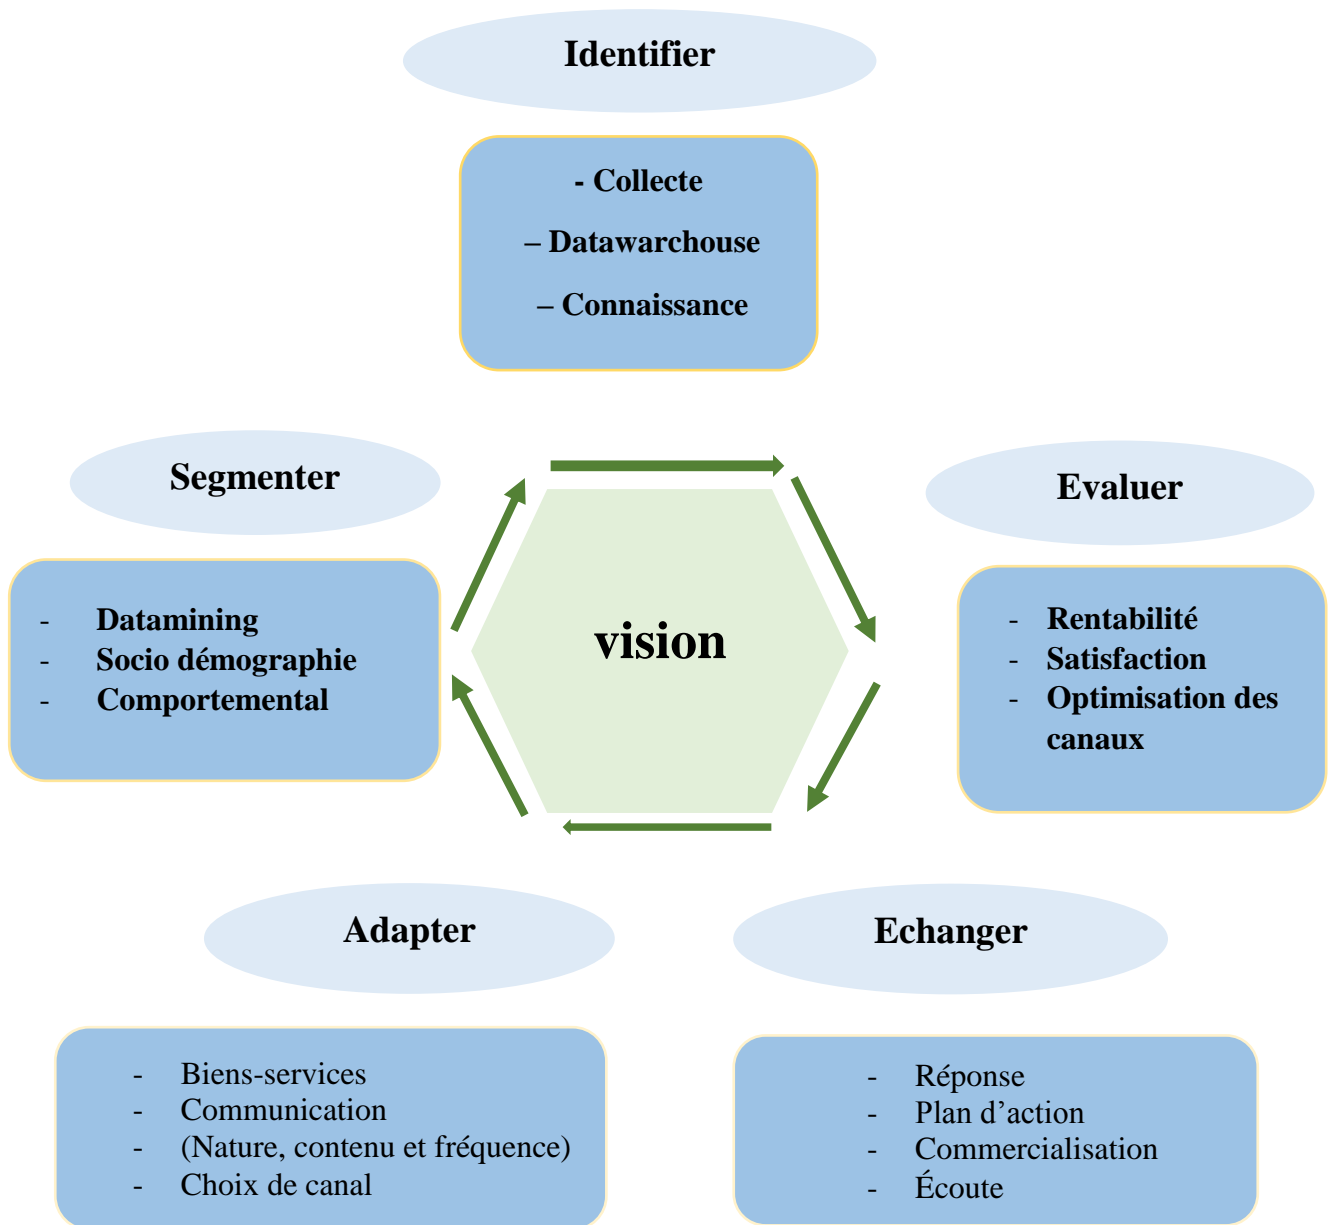 Identifier
- Collecte
– Datawarchouse
– Connaissance
Segmenter
- Datamining
- Socio démographie
- Comportemental
vision
Evaluer
- Rentabilité
- Satisfaction
- Optimisation des
canaux
Adapter
- Biens-services
- Communication
- (Nature, contenu et fréquence)
- Choix de canal
Echanger
- Réponse
- Plan d’action
- Commercialisation
- Écoute